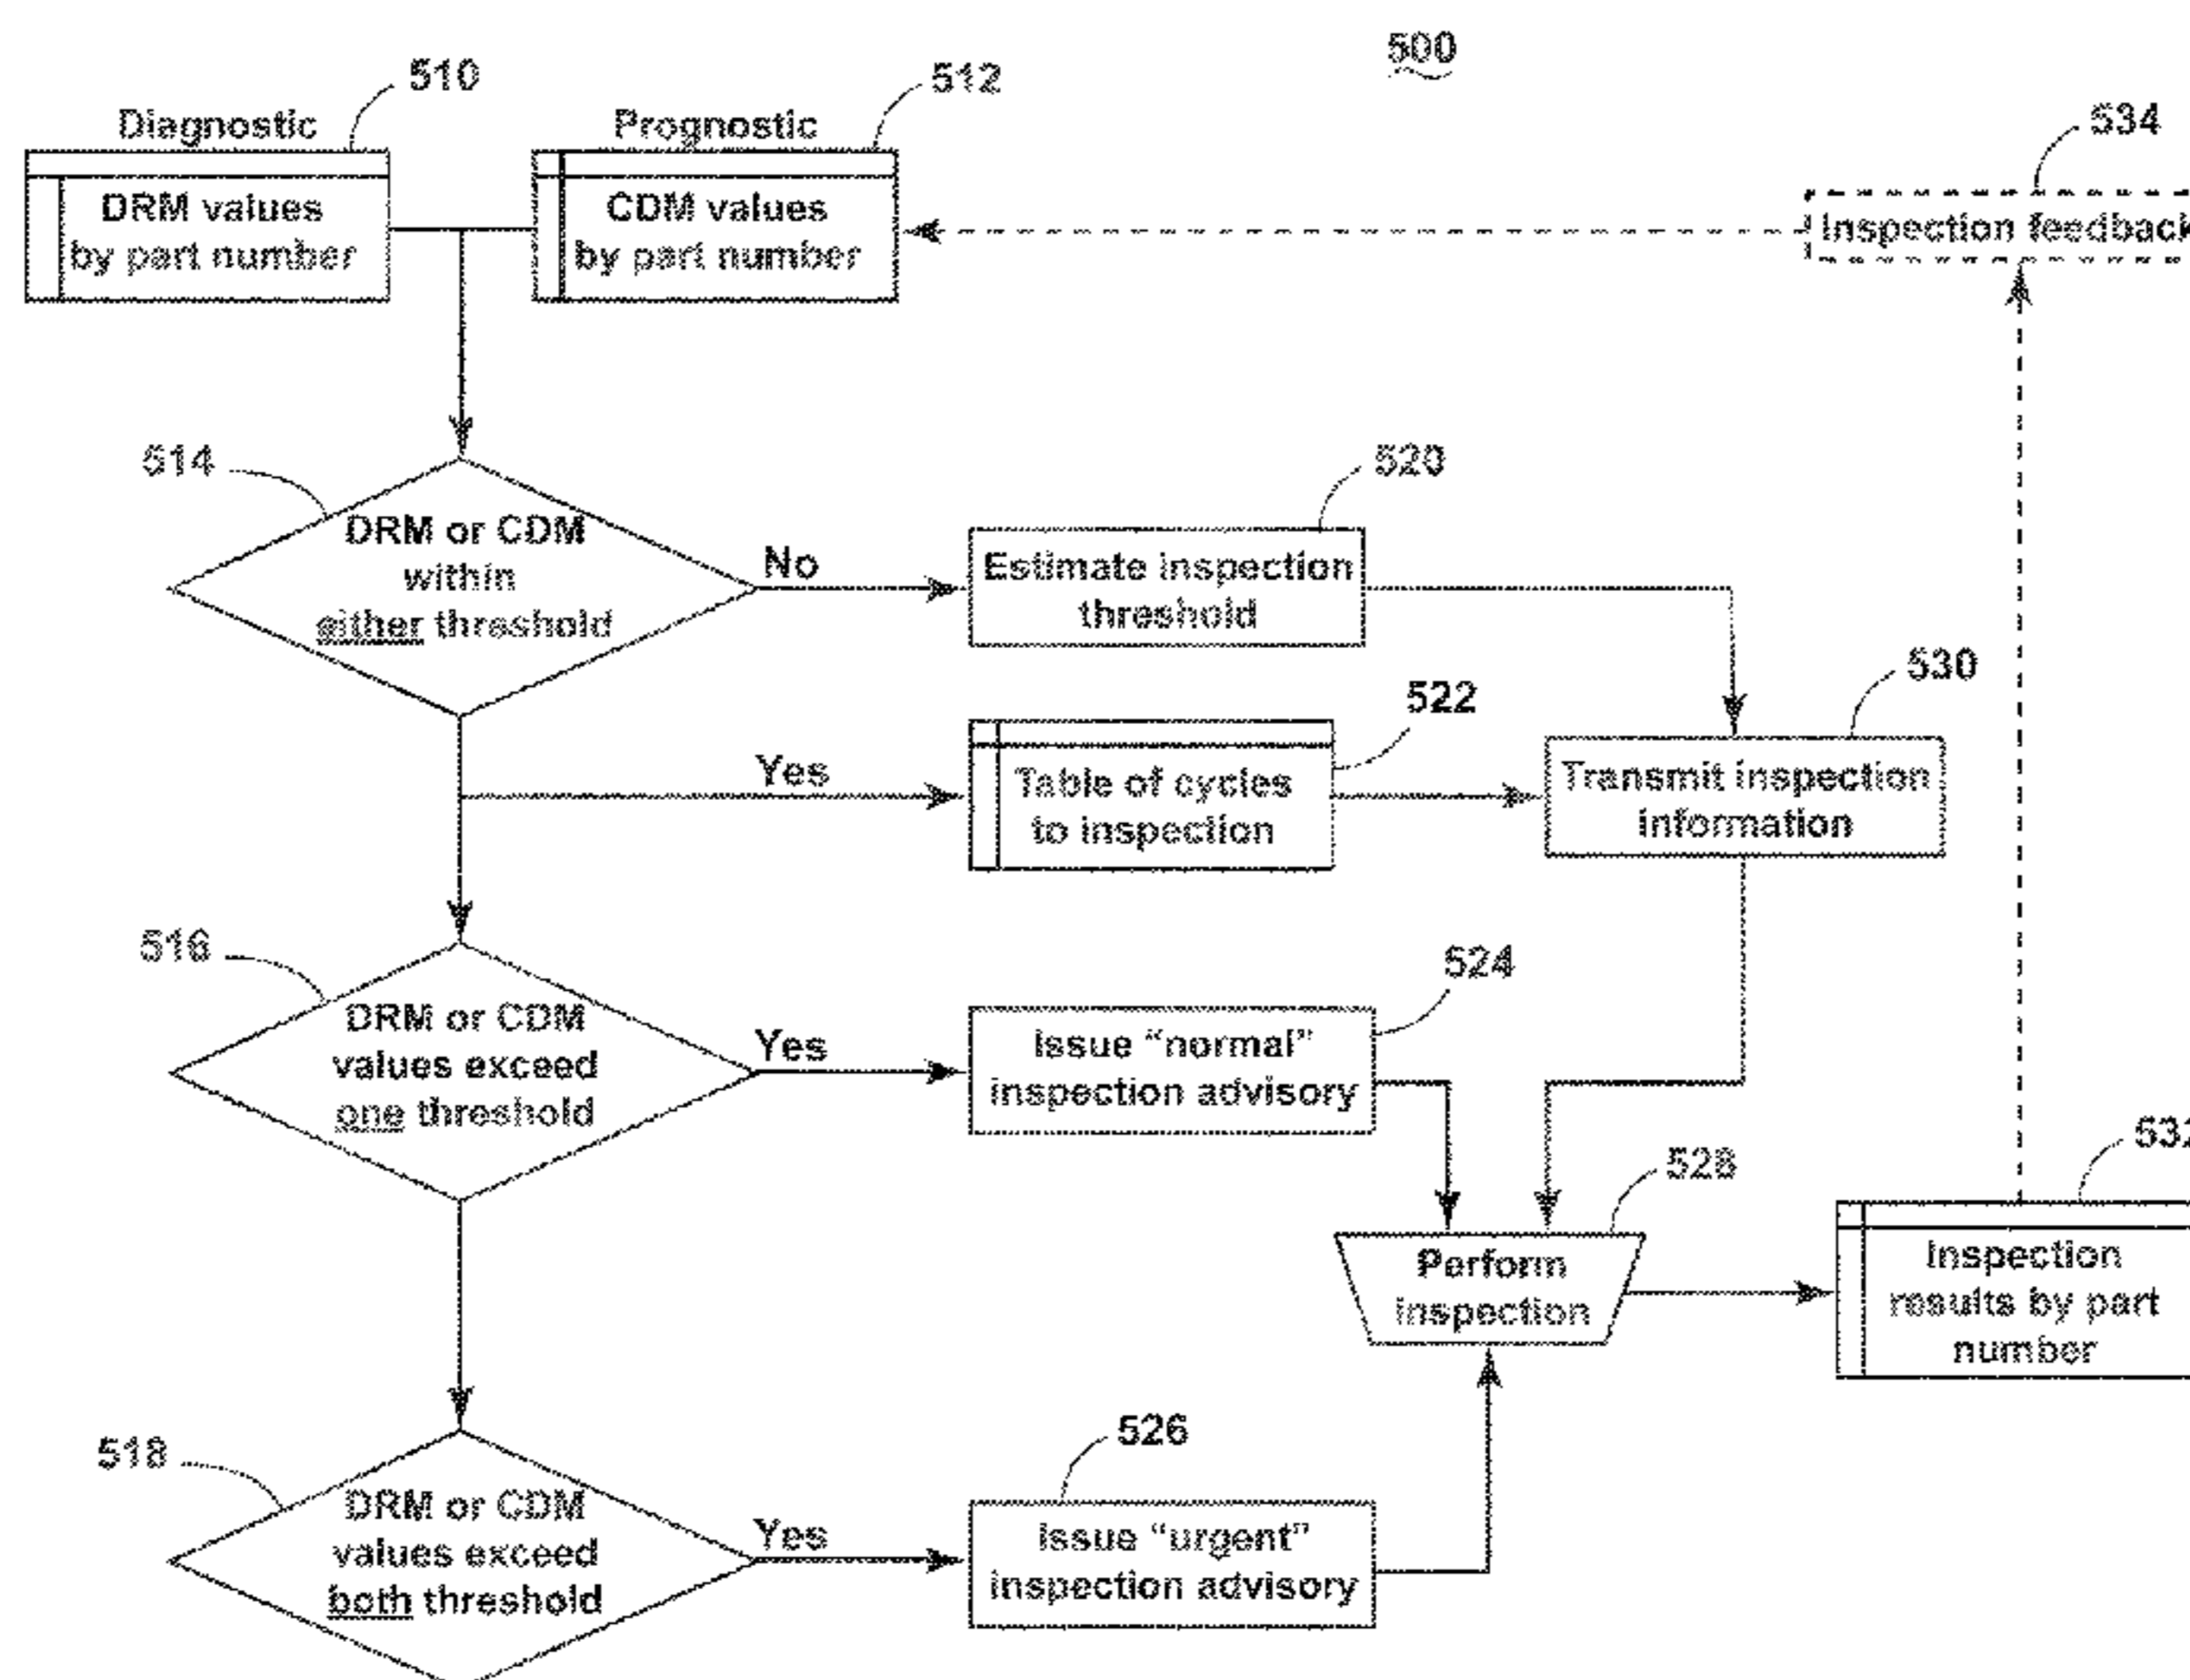 500
510
512
534
Diagnostic
Prognostic
DRM values
by part number
CDM values
by part number
Inspection feedback
514
DRM or CDM
within
either threshold
No
520
Estimate inspection
threshold
530
522
Yes
Table of cycles
to inspection
Transmit inspection
information
516
DRM or CDM
values exceed
one threshold
Yes
524
Issue “normal”
inspection advisory
528
Perform
inspection
532
Inspection
results by part
number
518
DRM or CDM
values exceed
both threshold
Yes
526
Issue “urgent”
inspection advisory